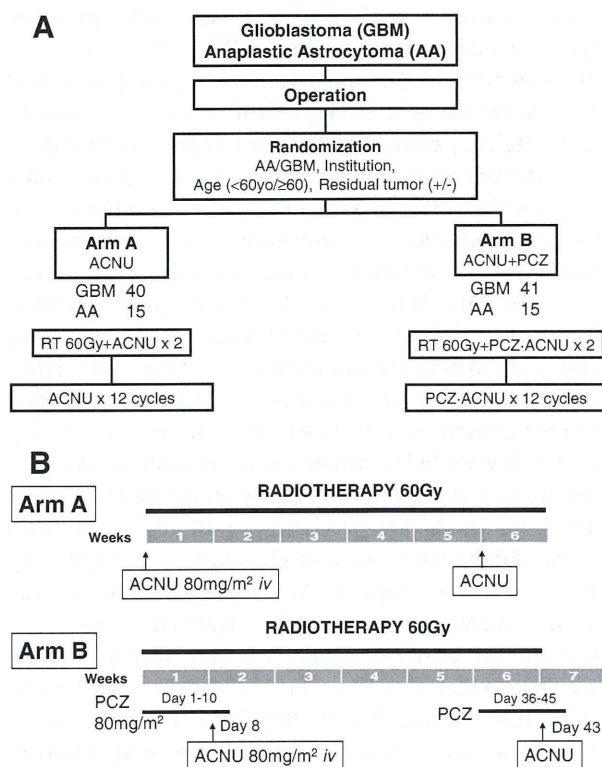 A
Glioblastoma (GBM)
Anaplastic Astrocytoma (AA)
Operation
Randomization
AA/GBM, Institution,
Age (<60yo/≥60), Residual tumor (+/-)
Arm A
ACNU
GBM 40
AA 15
RT 60Gy+ACNU x 2
ACNU x 12 cycles
Arm B
ACNU+PCZ
GBM 41
AA 15
RT 60Gy+PCZ·ACNU x 2
PCZ·ACNU x 12 cycles
B
Arm A
RADIOTHERAPY 60Gy
Weeks 1 2 3 4 5 6
ACNU 80mg/m² iv
ACNU
Arm B
RADIOTHERAPY 60Gy
Weeks 1 2 3 4 5 6 7
PCZ
80mg/m²
Day 1-10
Day 8
ACNU 80mg/m² iv
PCZ
Day 36-45
Day 43
ACNU